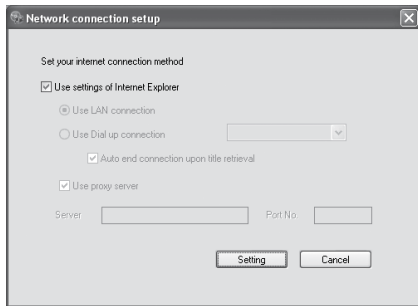 Network connection setup
Set your internet connection method
Use settings of Internet Explorer
Use LAN connection
Use Dial up connection
Auto end connection upon title retrieval
Use proxy server
Server
Port No
Setting
Cancel